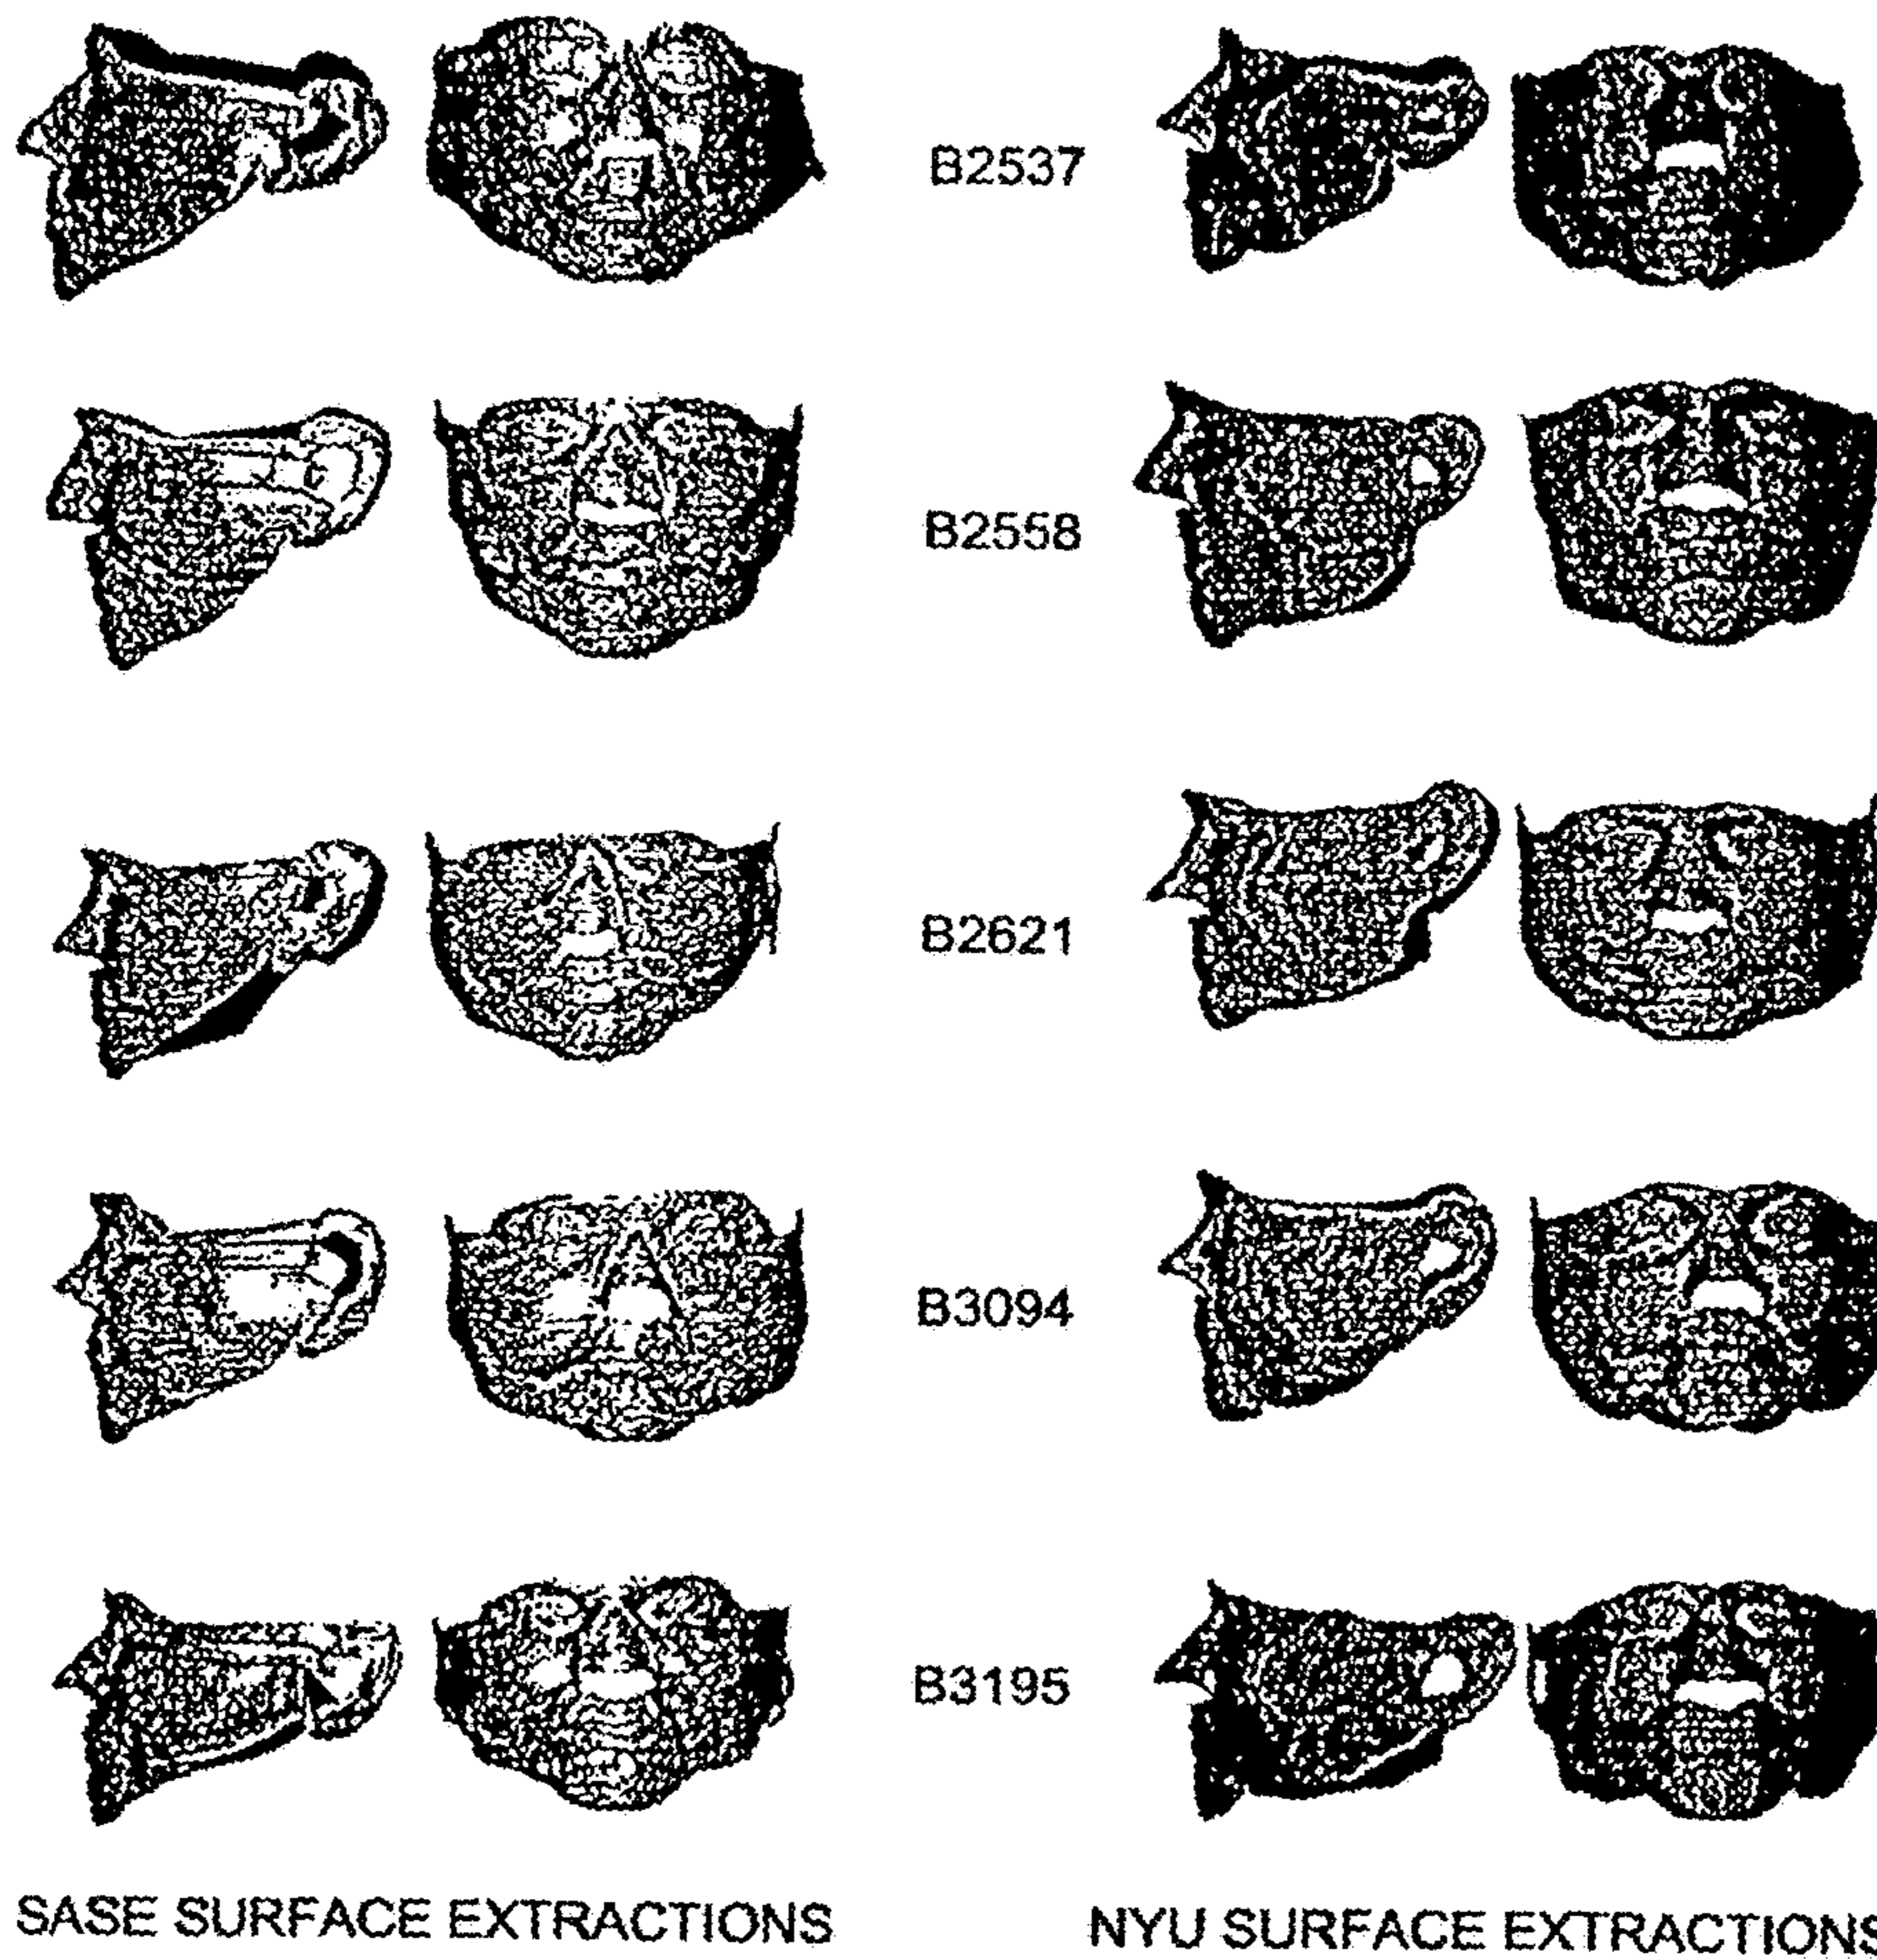 B2537
B2558
B2621
B3094
B3195
SASE SURFACE EXTRACTIONS
NYU SURFACE EXTRACTIONS